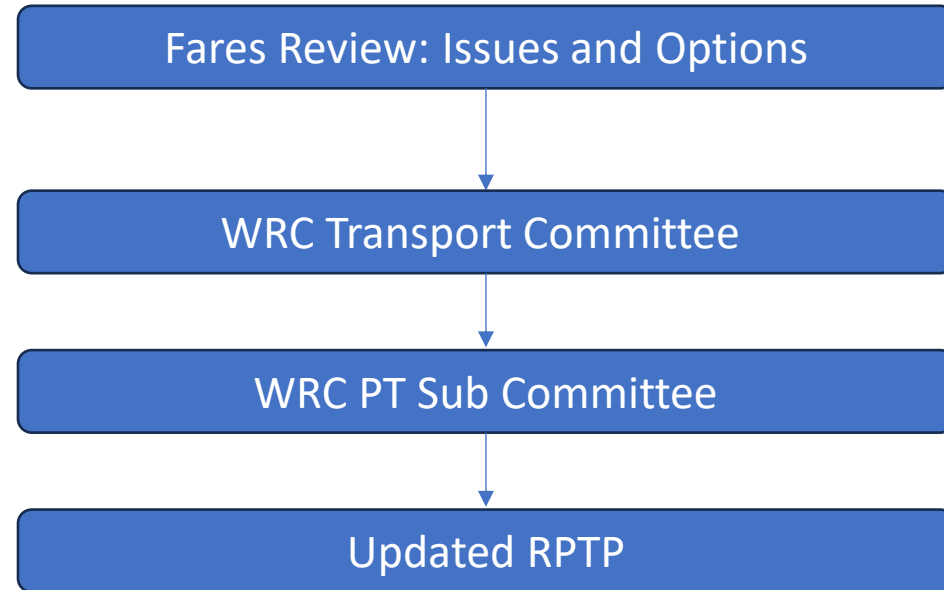 Fares Review: Issues and Options
WRC Transport Committee
WRC PT Sub Committee
Updated RPTP